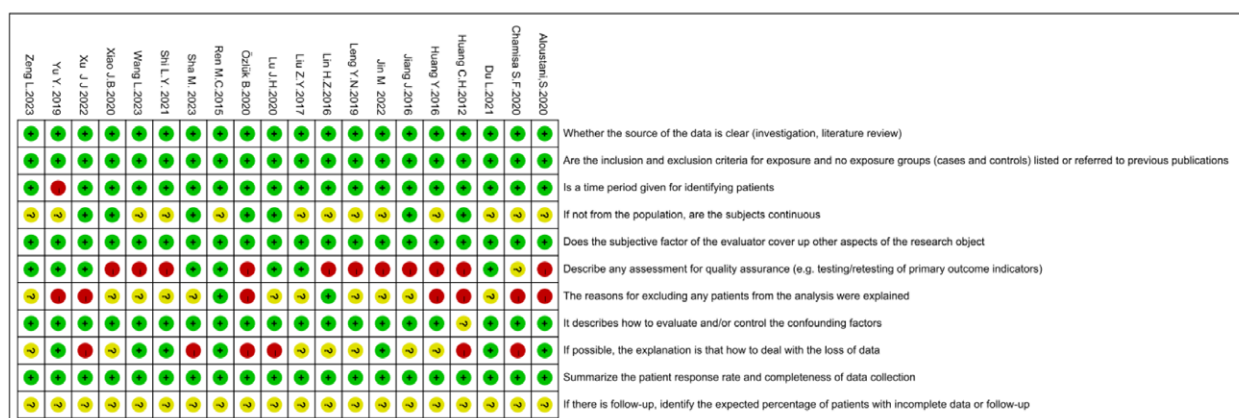 Zeng L.2023
Yu Y. 2019
Xu J J 2022
Xiao J.B.2020
Wang L.2023
Shi L.Y. 2021
Sha M. 2023
Ren M.C.2015
Özlük B.2020
Lu J.H.2020
Liu Z.Y.2017
Lin H.Z.2016
Leng Y.N.2019
Jin M 2022
Jiang J.2016
Huang Y.2016
Huang C.H.2012
Du L.2021
Chamisa S.F.2020
Aloustani,S.2020
Whether the source of the data is clear (investigation, literature review)
Are the inclusion and exclusion criteria for exposure and no exposure groups (cases and controls) listed or referred to previous publications
Is a time period given for identifying patients
If not from the population, are the subjects continuous
Does the subjective factor of the evaluator cover up other aspects of the research object
Describe any assessment for quality assurance (e.g. testing/retesting of primary outcome indicators)
The reasons for excluding any patients from the analysis were explained
It describes how to evaluate and/or control the confounding factors
If possible, the explanation is that how to deal with the loss of data
Summarize the patient response rate and completeness of data collection
If there is follow-up, identify the expected percentage of patients with incomplete data or follow-up